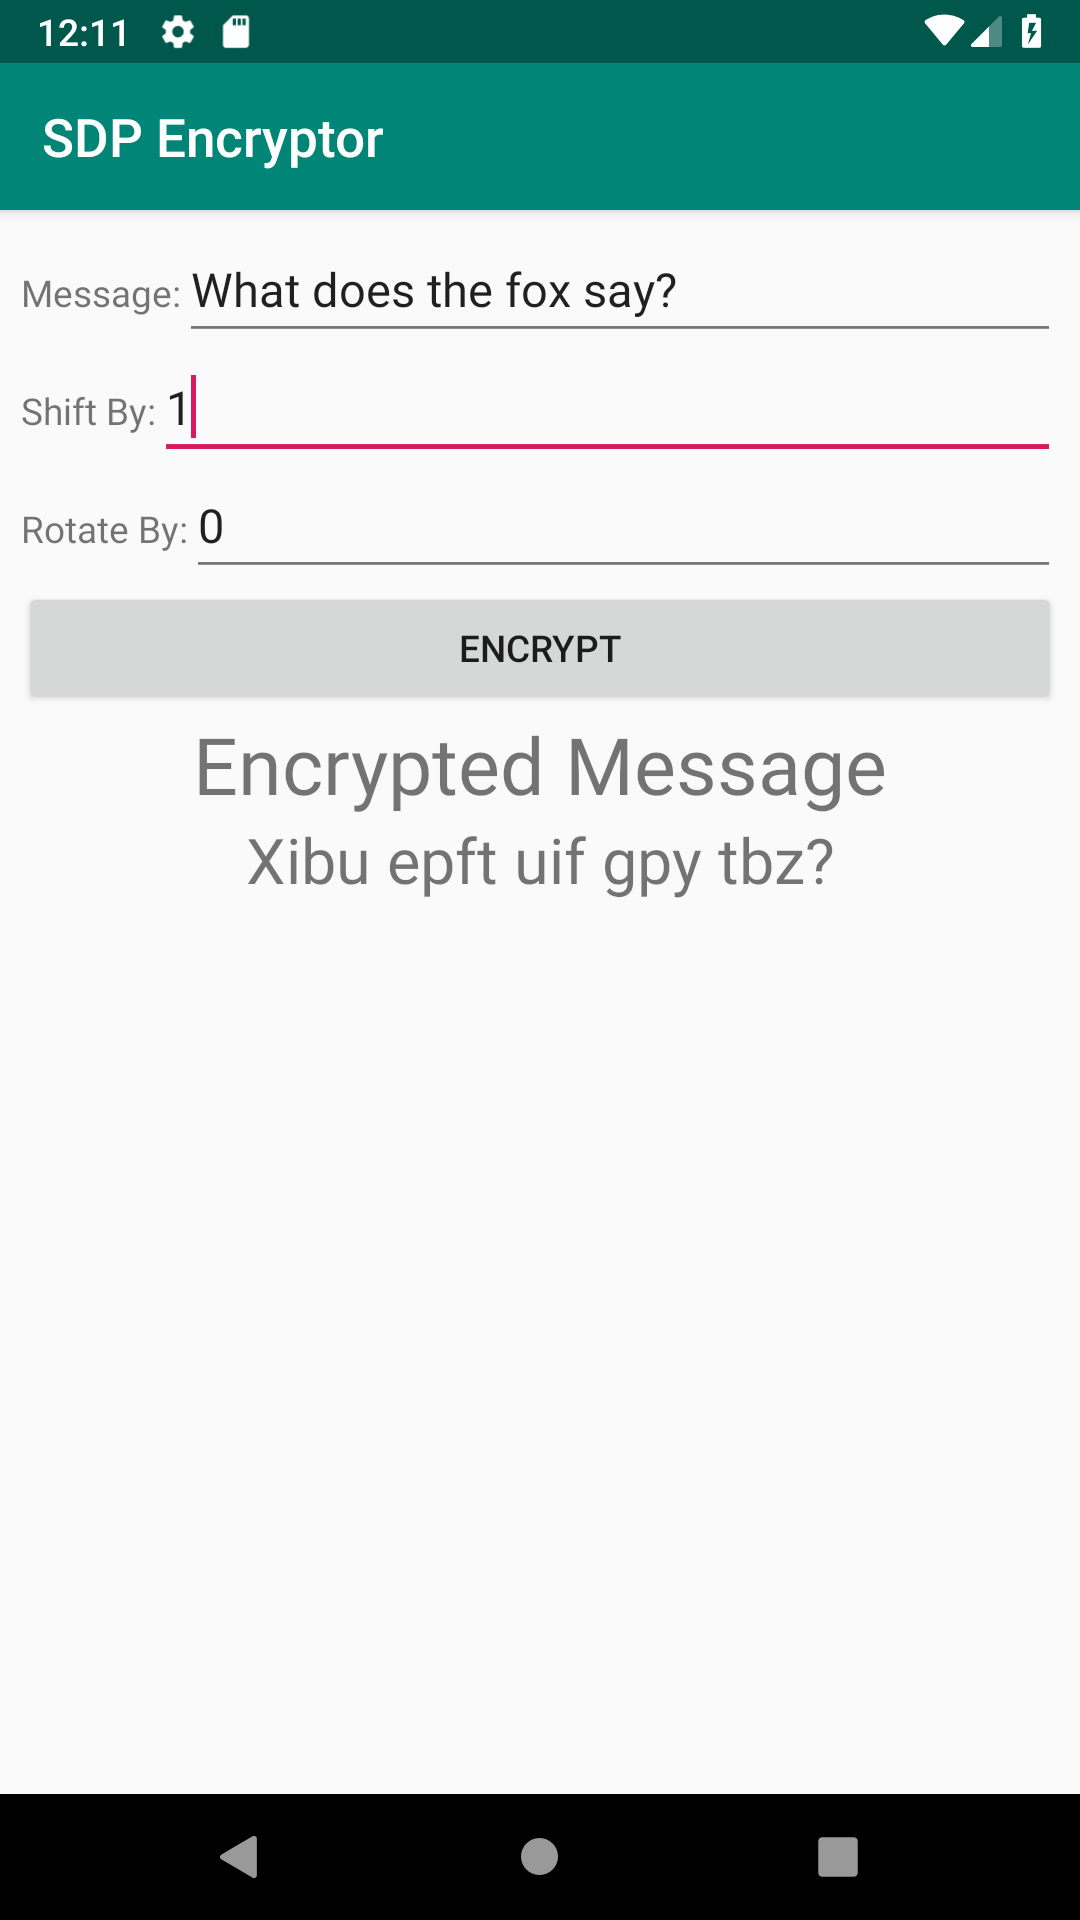 12:11
SDP Encryptor
Message: What does the fox say?
Shift By: 1
Rotate By: 0
ENCRYPT
Encrypted Message
Xibu epft uif gpy tbz?